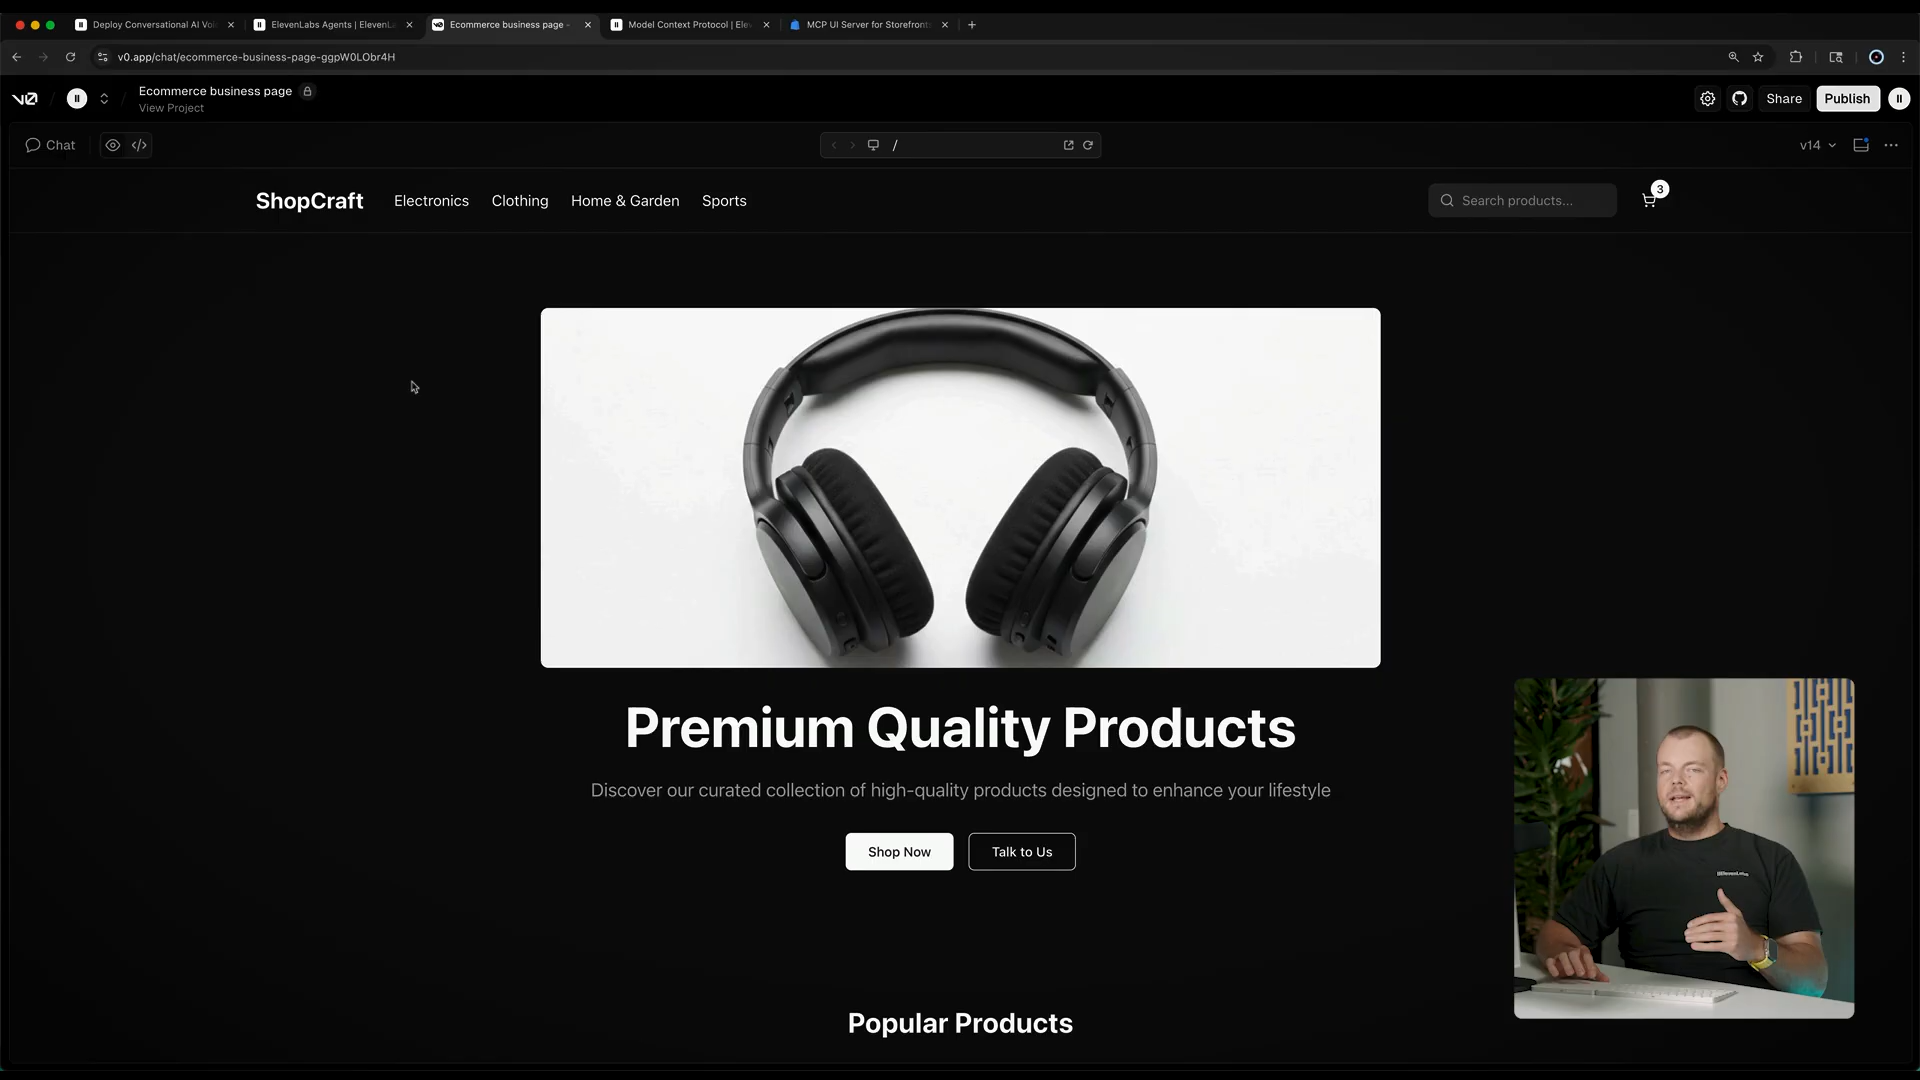 Deploy Conversational AI Voi
ElevenLabs Agents | ElevenLa
Ecommerce business page -
Model Context Protocol | Elev
MCP UI Server for Storefront
v0.app/chat/ecommerce-business-page-ggpW0LObr4H
v0
Ecommerce business page
View Project
Share
Publish
Chat
/
v14
ShopCraft
Electronics
Clothing
Home & Garden
Sports
Search products...
3
Premium Quality Products
Discover our curated collection of high-quality products designed to enhance your lifestyle
Shop Now
Talk to Us
Popular Products